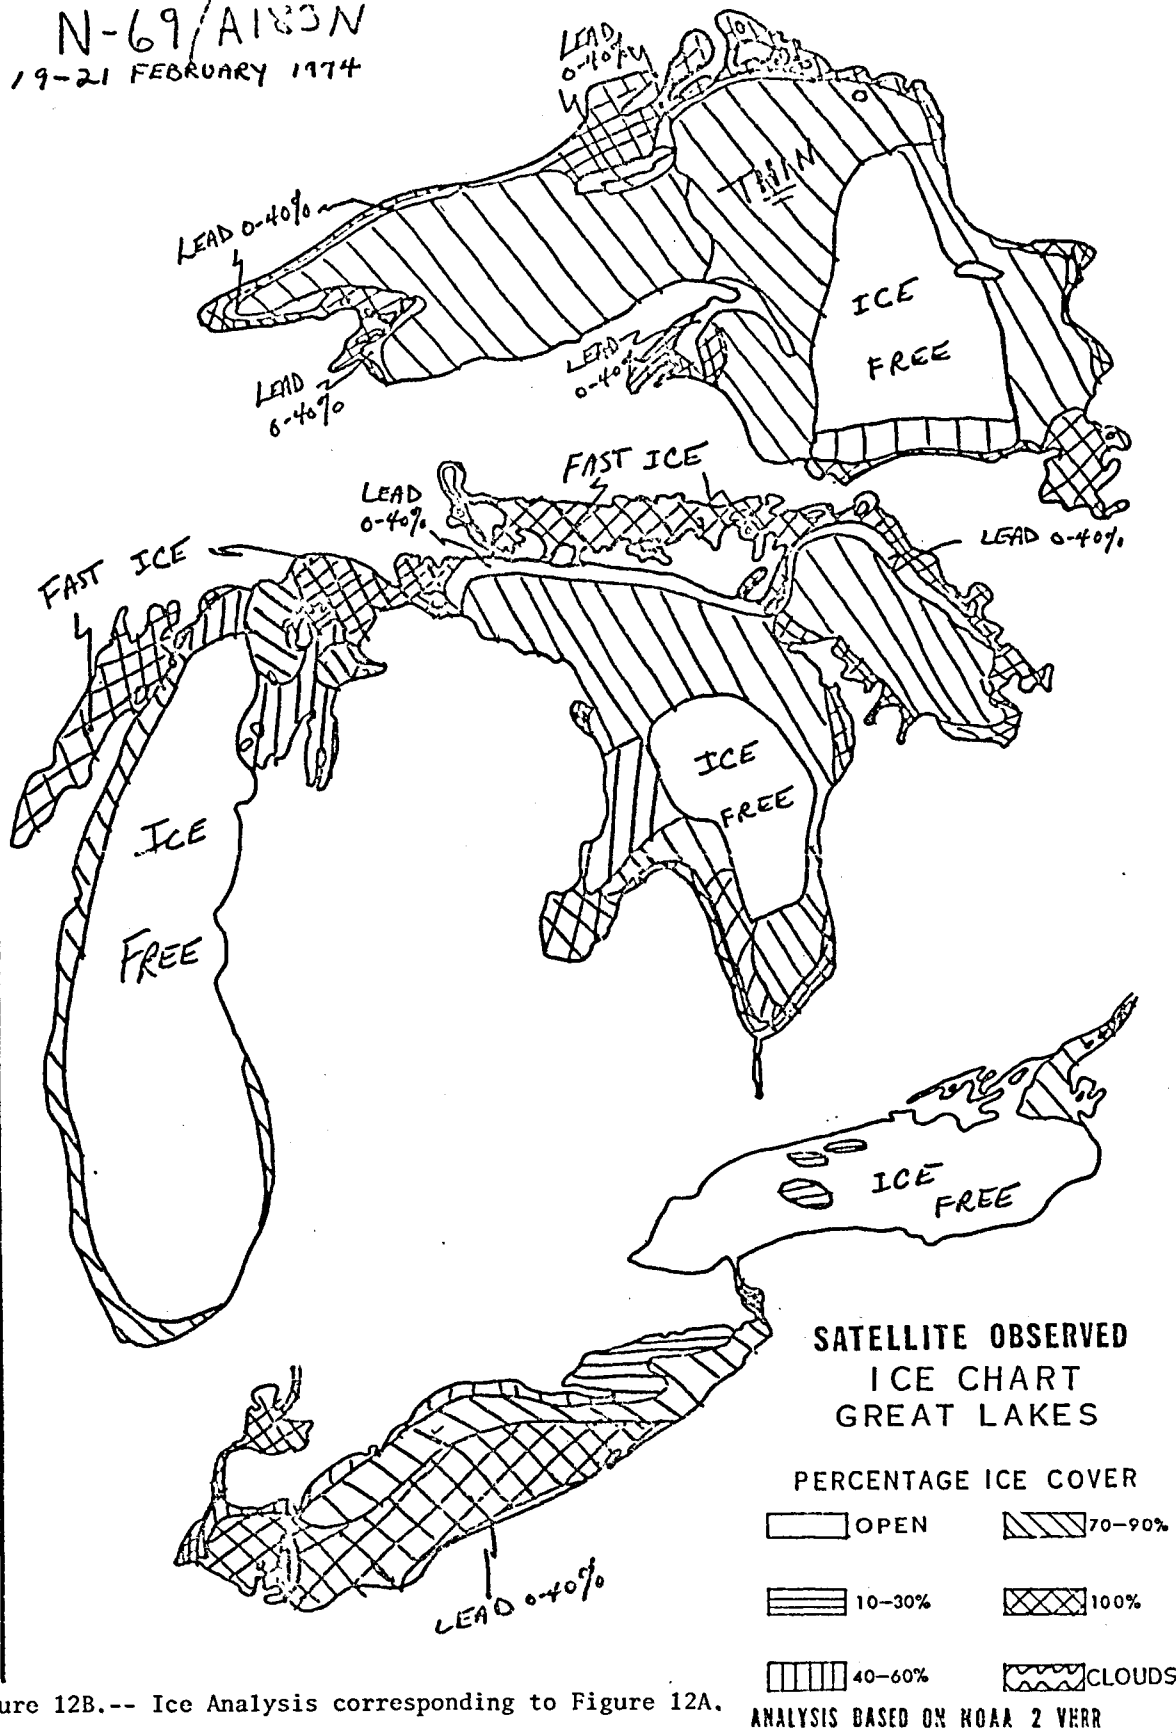 N-69/A183N
19-21 FEBRUARY 1974
LEAD
0-40%
THIN
LEAD 0-40%
ICE
FREE
LEAD
0-40%
LEAD
0-40%
FAST ICE
LEAD
0-40%
LEAD 0-40%
FAST ICE
ICE
FREE
ICE
FREE
ICE
FREE
LEAD 0-40%
SATELLITE OBSERVED
ICE CHART
GREAT LAKES
PERCENTAGE ICE COVER
OPEN
70-90%
10-30%
100%
40-60%
CLOUDS
ure 12B.-- Ice Analysis corresponding to Figure 12A.
ANALYSIS BASED ON NOAA 2 VHRR